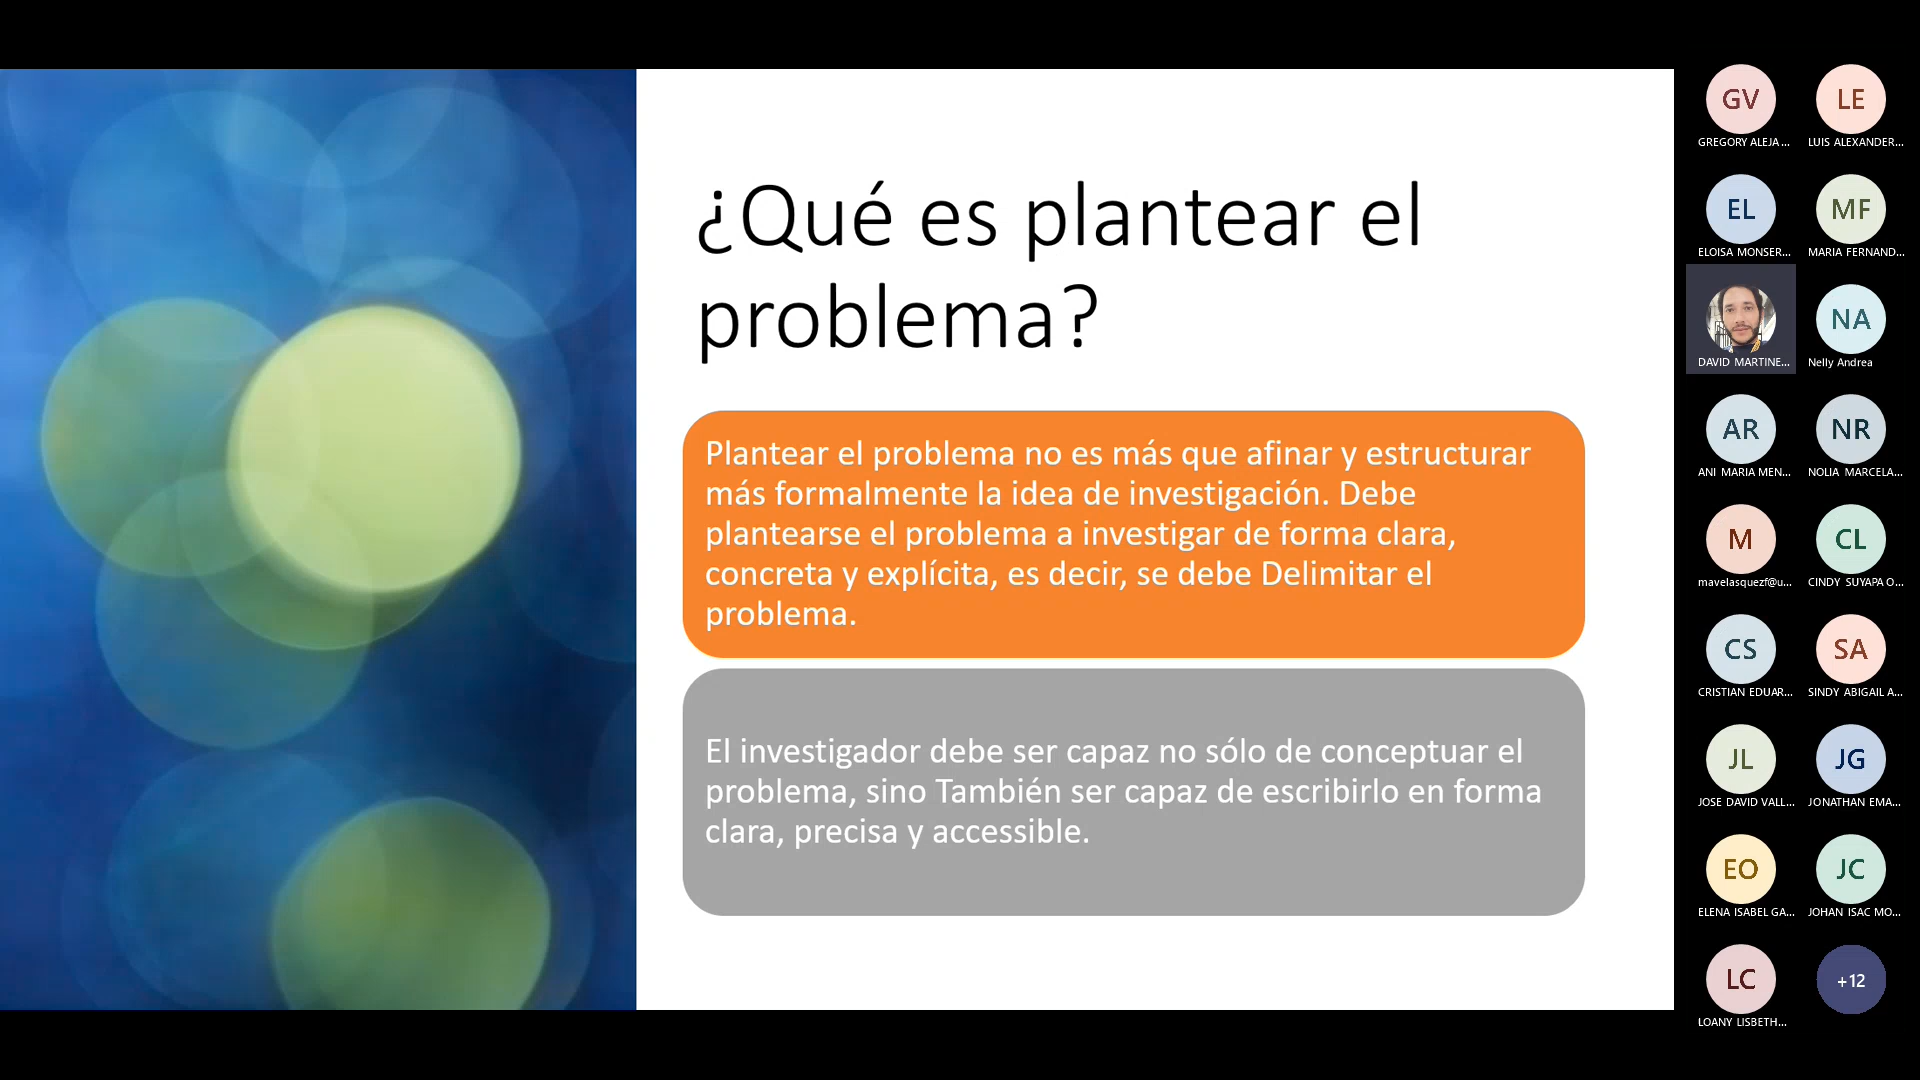 ¿Qué es plantear el
problema?
Plantear el problema no es más que afinar y estructurar
más formalmente la idea de investigación. Debe
plantearse el problema a investigar de forma clara,
concreta y explícita, es decir, se debe Delimitar el
problema.
El investigador debe ser capaz no sólo de conceptuar el
problema, sino También ser capaz de escribirlo en forma
clara, precisa y accessible.
GV
LE
GREGORY ALEJA...
LUIS ALEXANDER...
EL
MF
ELOISA MONSER...
MARIA FERNAND...
NA
DAVID MARTINE...
Nelly Andrea
AR
NR
ANI MARIA MEN...
NOLIA MARCELA...
M
CL
mavelasquezf@u...
CINDY SUYAPA O...
CS
SA
CRISTIAN EDUAR...
SINDY ABIGAIL A...
JL
JG
JOSE DAVID VALL...
JONATHAN EMA...
EO
JC
ELENA ISABEL GA...
JOHAN ISAC MO...
LC
+12
LOANY LISBETH...